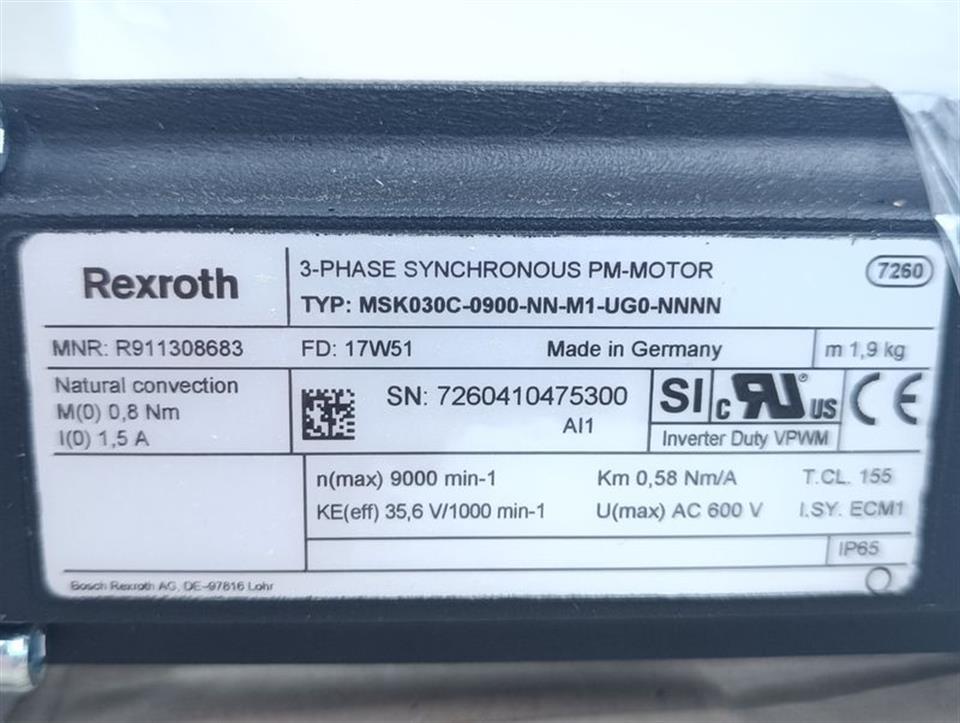 Rexroth
3-PHASE SYNCHRONOUS PM-MOTOR
7260
TYP: MSK030C-0900-NN-M1-UG0-NNNN
MNR: R911308683
FD: 17W51
Made in Germany
m 1,9 kg
Natural convection
M(0) 0,8 Nm
I(0) 1,5 A
SN: 7260410475300
AI1
SI
c RU US
Inverter Duty VPWM
CE
n(max) 9000 min-1
Km 0,58 Nm/A
T.CL. 155
KE(eff) 35,6 V/1000 min-1
U(max) AC 600 V
I.SY. ECM1
IP65
Bosch Rexroth AG, DE-97816 Lohr